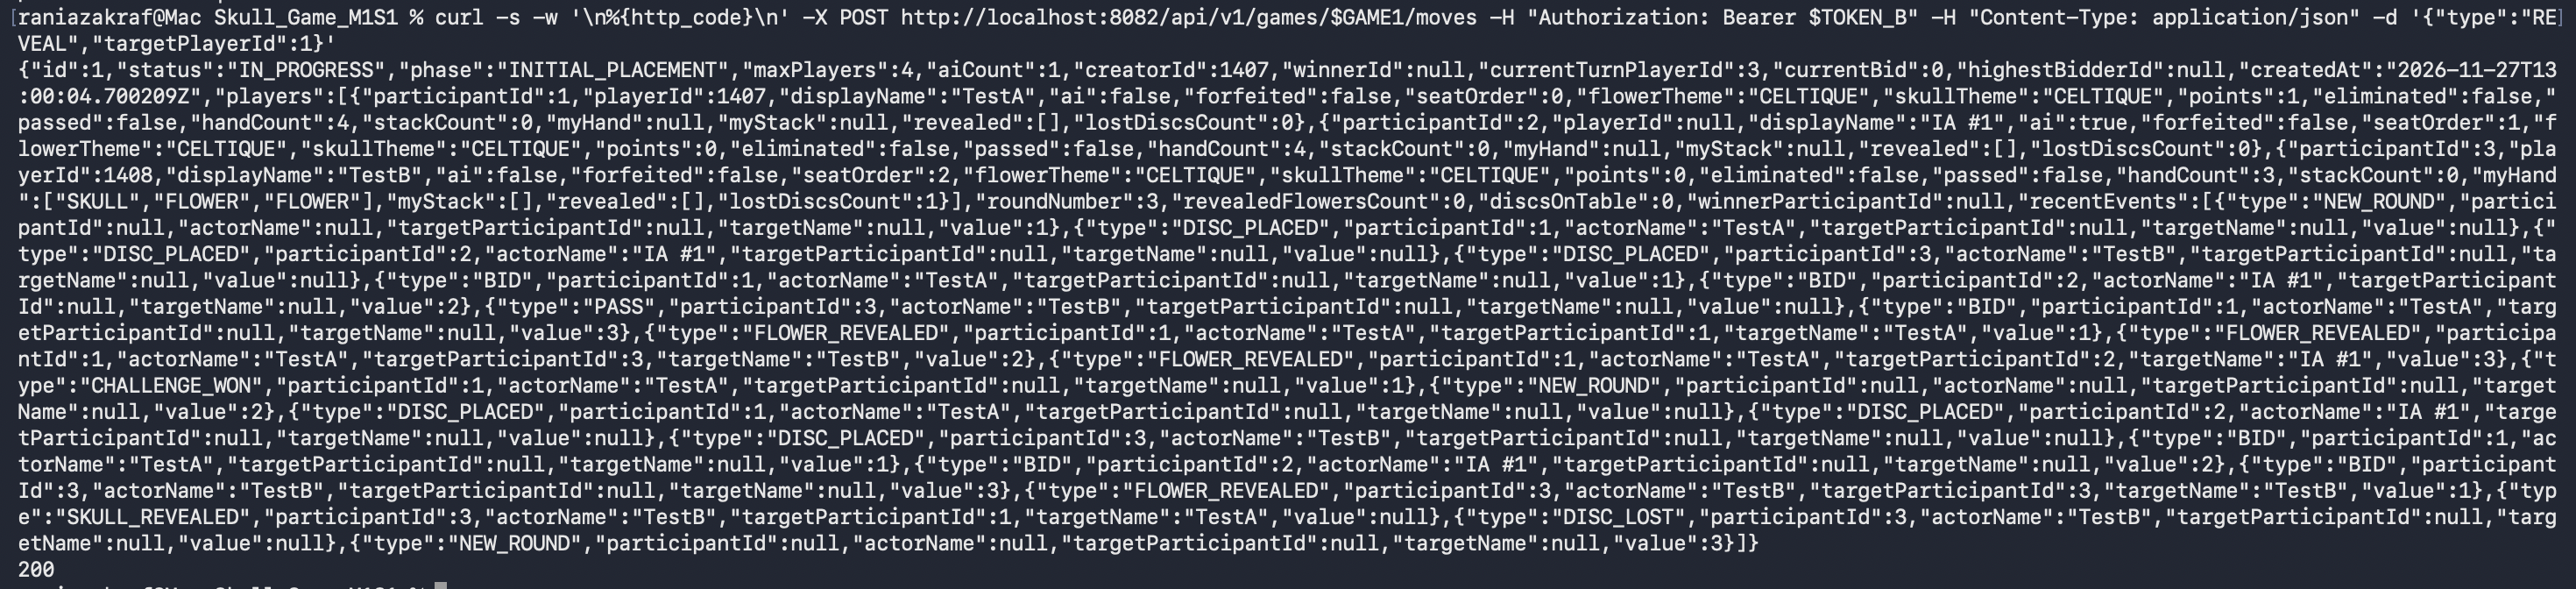 [raniazakraf@Mac Skull_Game_M1S1 % curl -s -w '\n%{http_code}\n' -X POST http://localhost:8082/api/v1/games/$GAME1/moves -H "Authorization: Bearer $TOKEN_B" -H "Content-Type: application/json" -d '{"type":"RE]
VEAL","targetPlayerId":1}'
{"id":1,"status":"IN_PROGRESS","phase":"INITIAL_PLACEMENT","maxPlayers":4,"aiCount":1,"creatorId":1407,"winnerId":null,"currentTurnPlayerId":3,"currentBid":0,"highestBidderId":null,"createdAt":"2026-11-27T13
:00:04.700209Z","players":[{"participantId":1,"playerId":1407,"displayName":"TestA","ai":false,"forfeited":false,"seatOrder":0,"flowerTheme":"CELTIQUE","skullTheme":"CELTIQUE","points":1,"eliminated":false,"
passed":false,"handCount":4,"stackCount":0,"myHand":null,"myStack":null,"revealed":[],"lostDiscsCount":0},{"participantId":2,"playerId":null,"displayName":"IA #1","ai":true,"forfeited":false,"seatOrder":1,"f
lowerTheme":"CELTIQUE","skullTheme":"CELTIQUE","points":0,"eliminated":false,"passed":false,"handCount":4,"stackCount":0,"myHand":null,"myStack":null,"revealed":[],"lostDiscsCount":0},{"participantId":3,"pla
yerId":1408,"displayName":"TestB","ai":false,"forfeited":false,"seatOrder":2,"flowerTheme":"CELTIQUE","skullTheme":"CELTIQUE","points":0,"eliminated":false,"passed":false,"handCount":3,"stackCount":0,"myHand
":["SKULL","FLOWER","FLOWER"],"myStack":[],"revealed":[],"lostDiscsCount":1}],"roundNumber":3,"revealedFlowersCount":0,"discsOnTable":0,"winnerParticipantId":null,"recentEvents":[{"type":"NEW_ROUND","partici
pantId":null,"actorName":null,"targetParticipantId":null,"targetName":null,"value":1},{"type":"DISC_PLACED","participantId":1,"actorName":"TestA","targetParticipantId":null,"targetName":null,"value":null},{"
type":"DISC_PLACED","participantId":2,"actorName":"IA #1","targetParticipantId":null,"targetName":null,"value":null},{"type":"DISC_PLACED","participantId":3,"actorName":"TestB","targetParticipantId":null,"ta
rgetName":null,"value":null},{"type":"BID","participantId":1,"actorName":"TestA","targetParticipantId":null,"targetName":null,"value":1},{"type":"BID","participantId":2,"actorName":"IA #1","targetParticipant
Id":null,"targetName":null,"value":2},{"type":"PASS","participantId":3,"actorName":"TestB","targetParticipantId":null,"targetName":null,"value":null},{"type":"BID","participantId":1,"actorName":"TestA","targ
etParticipantId":null,"targetName":null,"value":3},{"type":"FLOWER_REVEALED","participantId":1,"actorName":"TestA","targetParticipantId":1,"targetName":"TestA","value":1},{"type":"FLOWER_REVEALED","participa
ntId":1,"actorName":"TestA","targetParticipantId":3,"targetName":"TestB","value":2},{"type":"FLOWER_REVEALED","participantId":1,"actorName":"TestA","targetParticipantId":2,"targetName":"IA #1","value":3},{"t
ype":"CHALLENGE_WON","participantId":1,"actorName":"TestA","targetParticipantId":null,"targetName":null,"value":1},{"type":"NEW_ROUND","participantId":null,"actorName":null,"targetParticipantId":null,"target
Name":null,"value":2},{"type":"DISC_PLACED","participantId":1,"actorName":"TestA","targetParticipantId":null,"targetName":null,"value":null},{"type":"DISC_PLACED","participantId":2,"actorName":"IA #1","targe
tParticipantId":null,"targetName":null,"value":null},{"type":"DISC_PLACED","participantId":3,"actorName":"TestB","targetParticipantId":null,"targetName":null,"value":null},{"type":"BID","participantId":1,"ac
torName":"TestA","targetParticipantId":null,"targetName":null,"value":1},{"type":"BID","participantId":2,"actorName":"IA #1","targetParticipantId":null,"targetName":null,"value":2},{"type":"BID","participant
Id":3,"actorName":"TestB","targetParticipantId":null,"targetName":null,"value":3},{"type":"FLOWER_REVEALED","participantId":3,"actorName":"TestB","targetParticipantId":3,"targetName":"TestB","value":1},{"typ
e":"SKULL_REVEALED","participantId":3,"actorName":"TestB","targetParticipantId":1,"targetName":"TestA","value":null},{"type":"DISC_LOST","participantId":3,"actorName":"TestB","targetParticipantId":null,"targ
etName":null,"value":null},{"type":"NEW_ROUND","participantId":null,"actorName":null,"targetParticipantId":null,"targetName":null,"value":3}]}
200